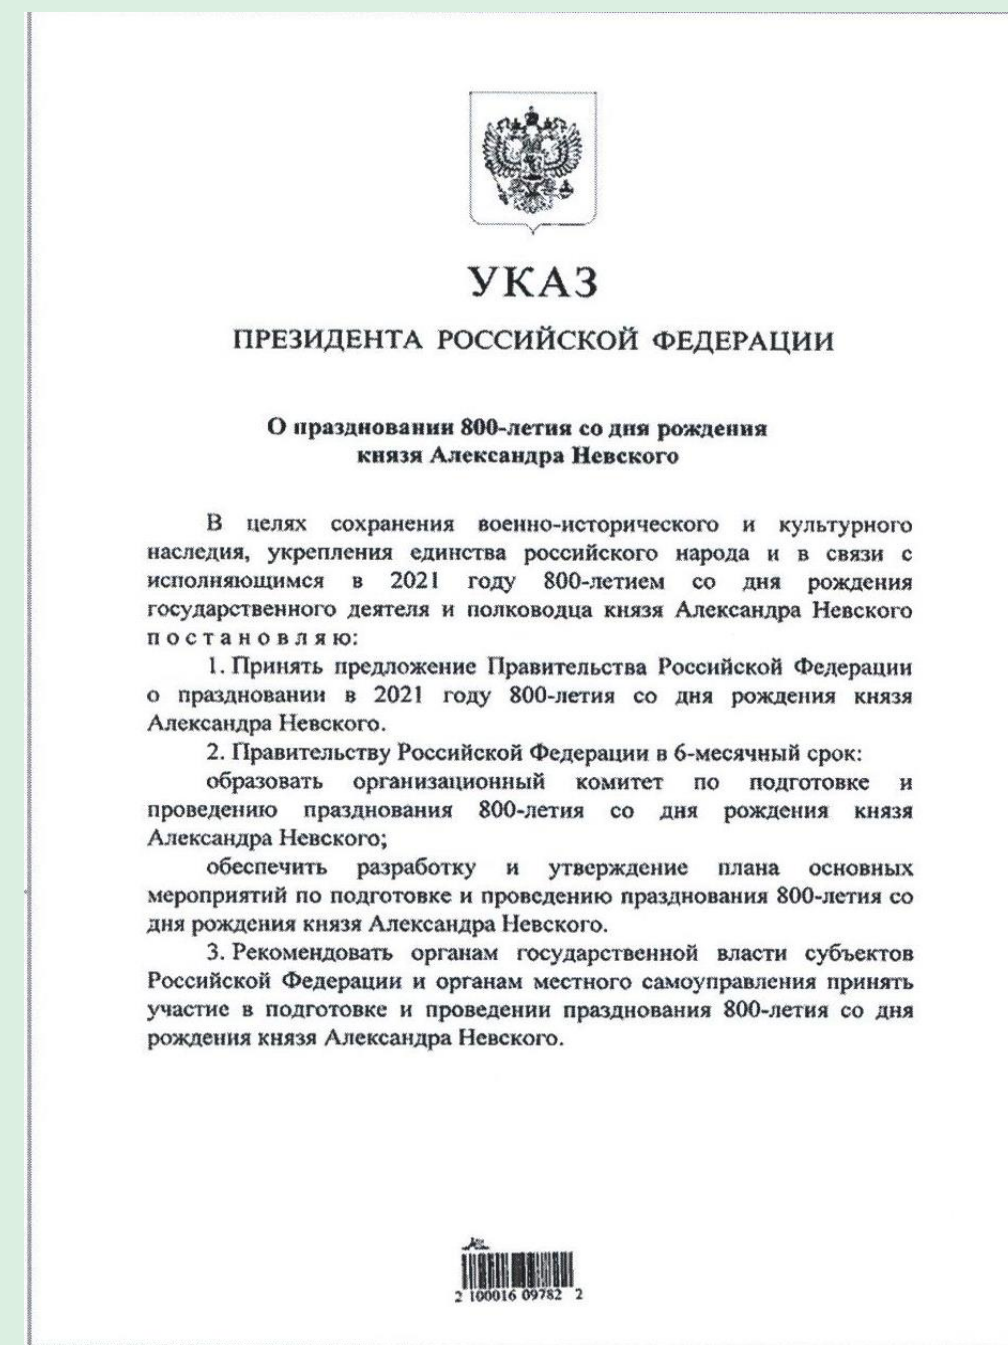 УКАЗ
ПРЕЗИДЕНТА РОССИЙСКОЙ ФЕДЕРАЦИИ
О праздновании 800-летия со дня рождения
князя Александра Невского
В целях сохранения военно-исторического и культурного
наследия, укрепления единства российского народа и в связи с
исполняющимся в 2021 году 800-летием со дня рождения
государственного деятеля и полководца князя Александра Невского
п о с т а н о в л я ю:
1. Принять предложение Правительства Российской Федерации
о праздновании в 2021 году 800-летия со дня рождения князя
Александра Невского.
2. Правительству Российской Федерации в 6-месячный срок:
образовать организационный комитет по подготовке и
проведению празднования 800-летия со дня рождения князя
Александра Невского;
обеспечить разработку и утверждение плана основных
мероприятий по подготовке и проведению празднования 800-летия со
дня рождения князя Александра Невского.
3. Рекомендовать органам государственной власти субъектов
Российской Федерации и органам местного самоуправления принять
участие в подготовке и проведении празднования 800-летия со дня
рождения князя Александра Невского.
2 100016 09782 2